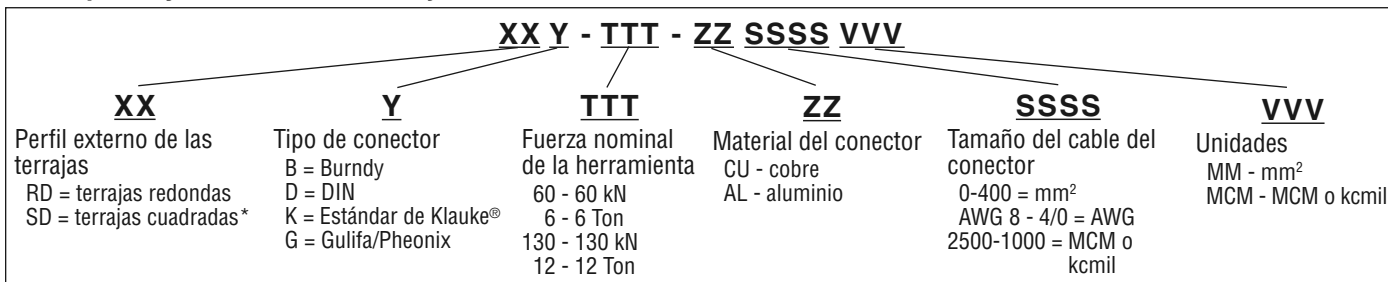 XX Y - TTT - ZZ SSSS VVV
XX
Perfil externo de las
terrajas
RD = terrajas redondas
SD = terrajas cuadradas*
Y
Tipo de conector
B = Burndy
D = DIN
K = Estándar de Klauke®
G = Gulifa/Pheonix
TTT
Fuerza nominal
de la herramienta
60 - 60 kN
6 - 6 Ton
130 - 130 kN
12 - 12 Ton
ZZ
Material del conector
CU - cobre
AL - aluminio
SSSS
Tamaño del cable del
conector
0-400 = mm²
AWG 8 - 4/0 = AWG
2500-1000 = MCM o
kcmil
VVV
Unidades
MM - mm²
MCM - MCM o kcmil